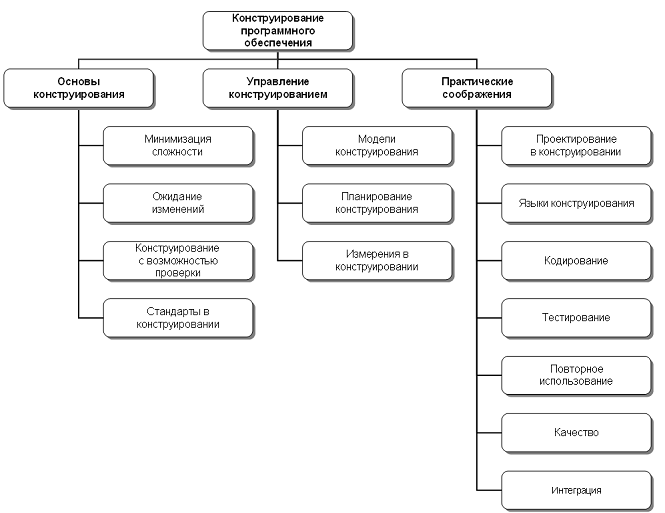 Конструирование
программного
обеспечения
Основы
конструирования
Управление
конструированием
Практические
соображения
Минимизация
сложности
Ожидание
изменений
Конструирование
с возможностью
проверки
Стандарты в
конструировании
Модели
конструирования
Планирование
конструирования
Измерения в
конструировании
Проектирование
в конструировании
Языки конструирования
Кодирование
Тестирование
Повторное
использование
Качество
Интеграция